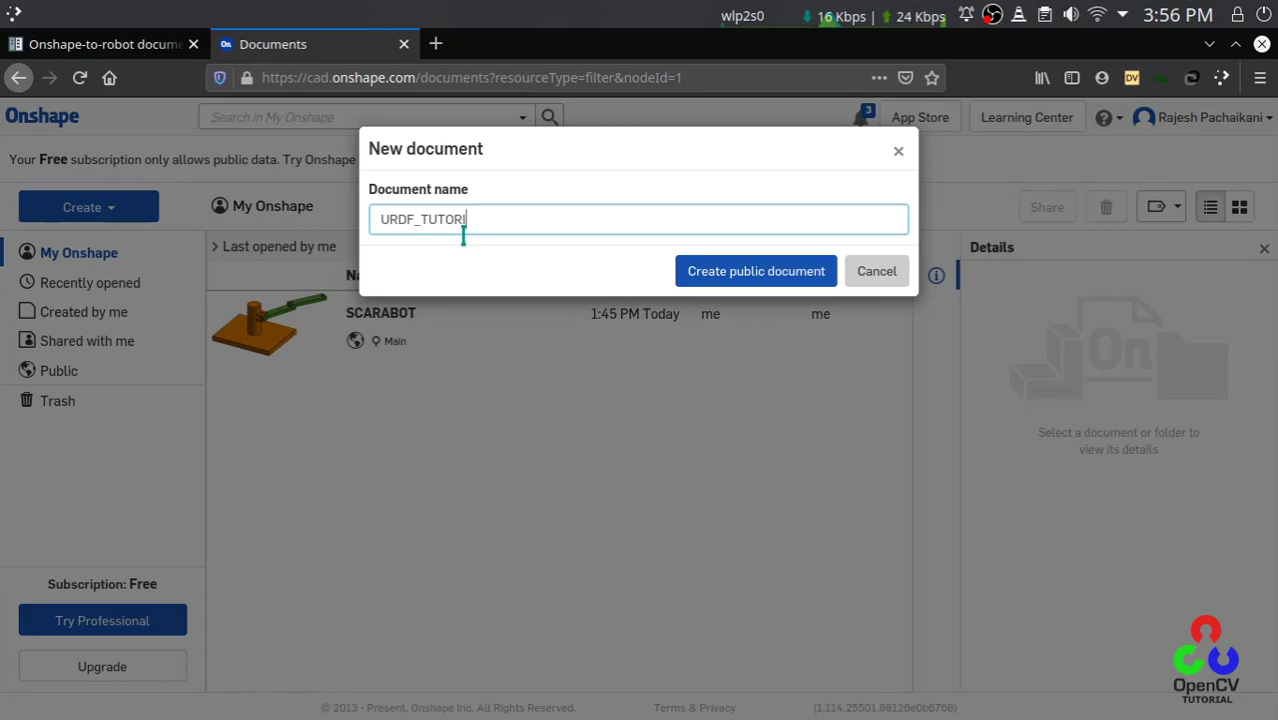 wlp2s0 16 Kbps | 24 Kbps 3:56 PM
Onshape-to-robot docume Documents
https://cad.onshape.com/documents?resourceType=filter&nodeId=1
DV
Onshape Search in My Onshape 3 App Store Learning Center Rajesh Pachaikani
Your Free subscription only allows public data. Try Onshape
New document
Document name
URDF_TUTORI
Create public document Cancel
Create My Onshape Share
Last opened by me Details
My Onshape
Recently opened
Created by me
Shared with me
Public
Trash
Na
SCARABOT 1:45 PM Today me me
Main
Select a document or folder to
view its details
Subscription: Free
Try Professional
Upgrade
OpenCV
TUTORIAL
© 2013 - Present. Onshape Inc. All Rights Reserved. Terms & Privacy (1.114.25501.88126e0b6768)